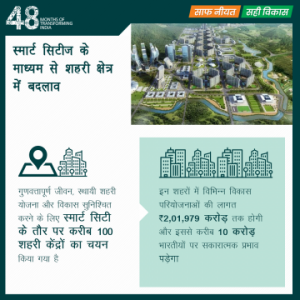 48 MONTHS OF
TRANSFORMING
INDIA
साफ नीयत सही विकास
स्मार्ट सिटीज के
माध्यम से शहरी क्षेत्र
में बदलाव
गुणवत्तापूर्ण जीवन, स्थायी शहरी
योजना और विकास सुनिश्चित
करने के लिए स्मार्ट सिटी
के तौर पर करीब 100
शहरी केंद्रों का चयन
किया गया है
इन शहरों में विभिन्न विकास
परियोजनाओं की लागत
₹2,01,979 करोड़ तक होगी
और इससे करीब 10 करोड़
भारतीयों पर सकारात्मक प्रभाव
पड़ेगा